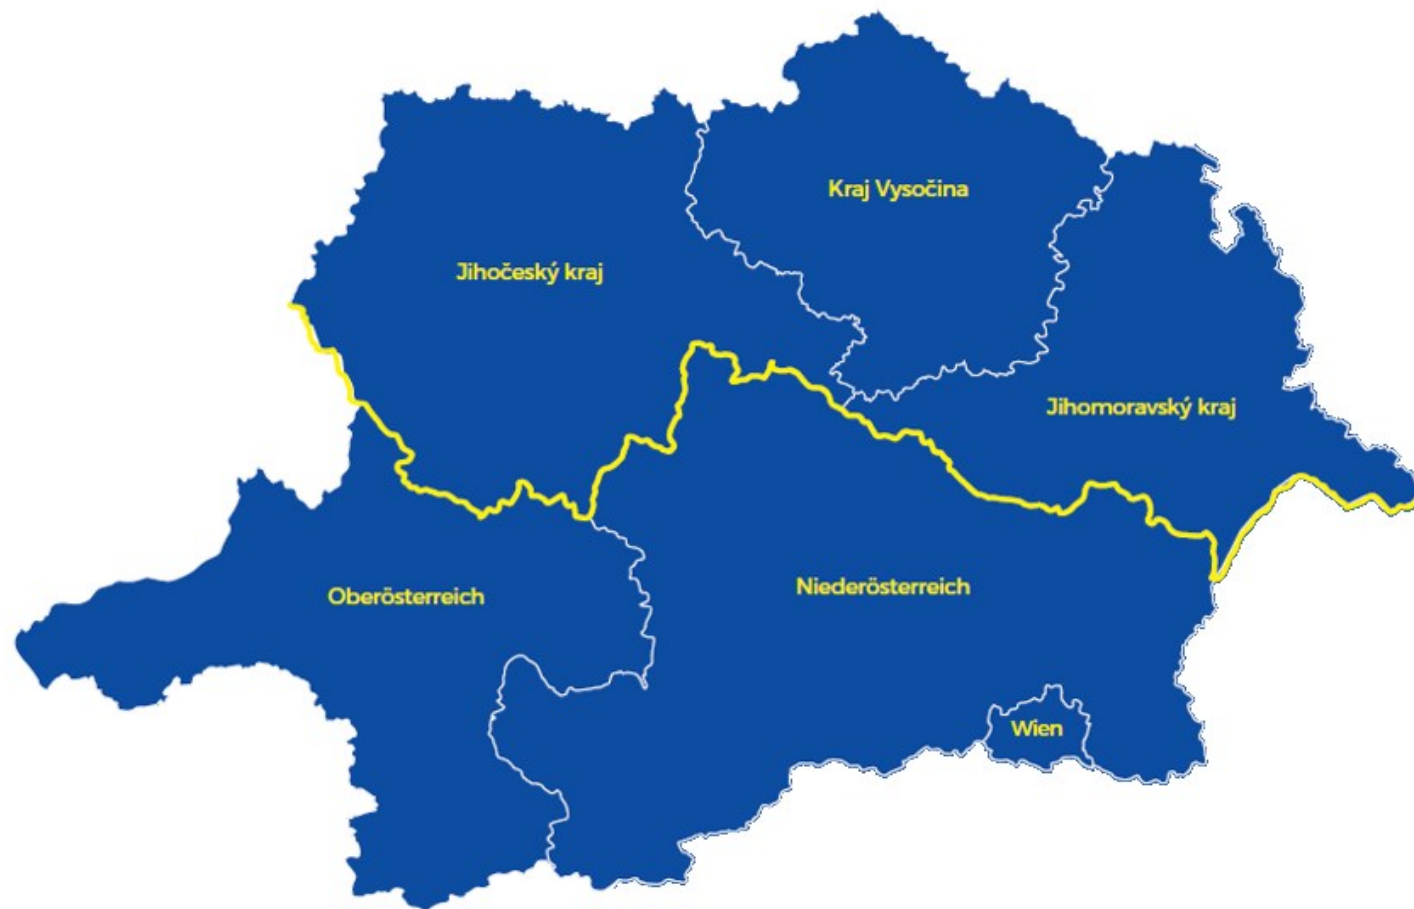 Kraj Vysočina
Jihočeský kraj
Jihomoravský kraj
Oberösterreich
Niederösterreich
Wien